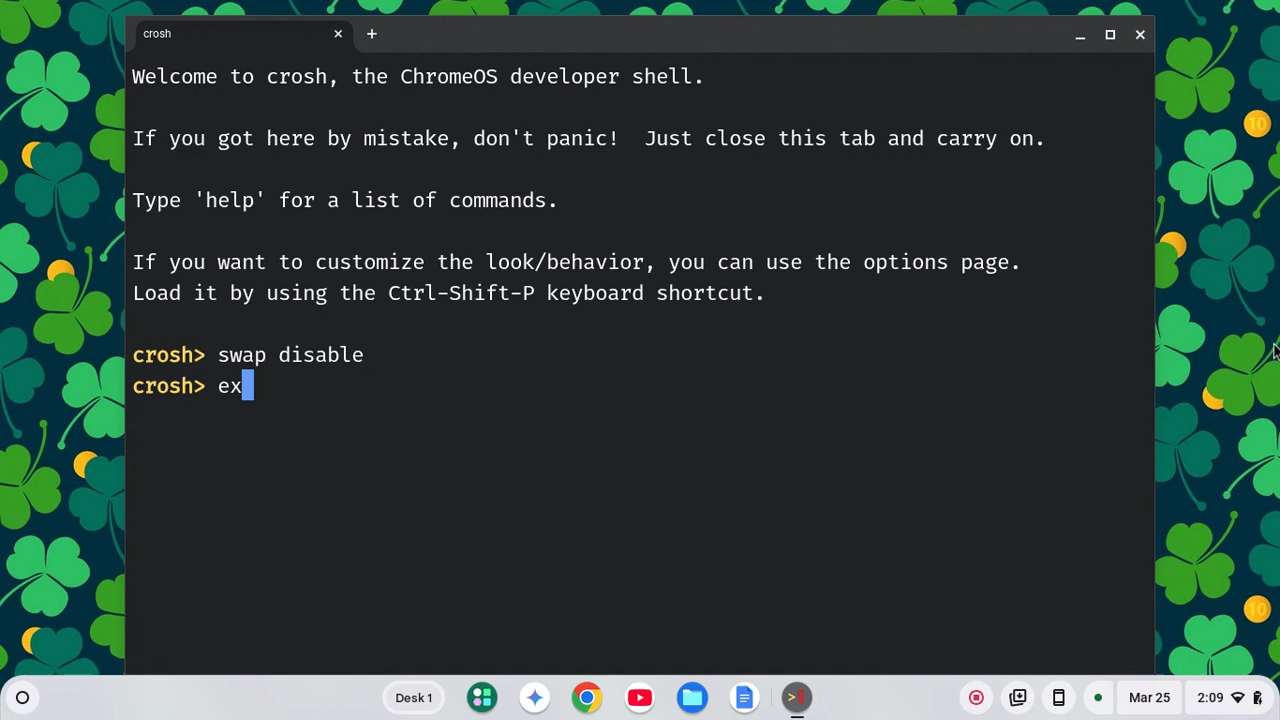 crosh
Welcome to crosh, the ChromeOS developer shell.
If you got here by mistake, don't panic!  Just close this tab and carry on.
Type 'help' for a list of commands.
If you want to customize the look/behavior, you can use the options page.
Load it by using the Ctrl-Shift-P keyboard shortcut.
crosh> swap disable
crosh> ex
10
10
Desk 1
Mar 25
2:09